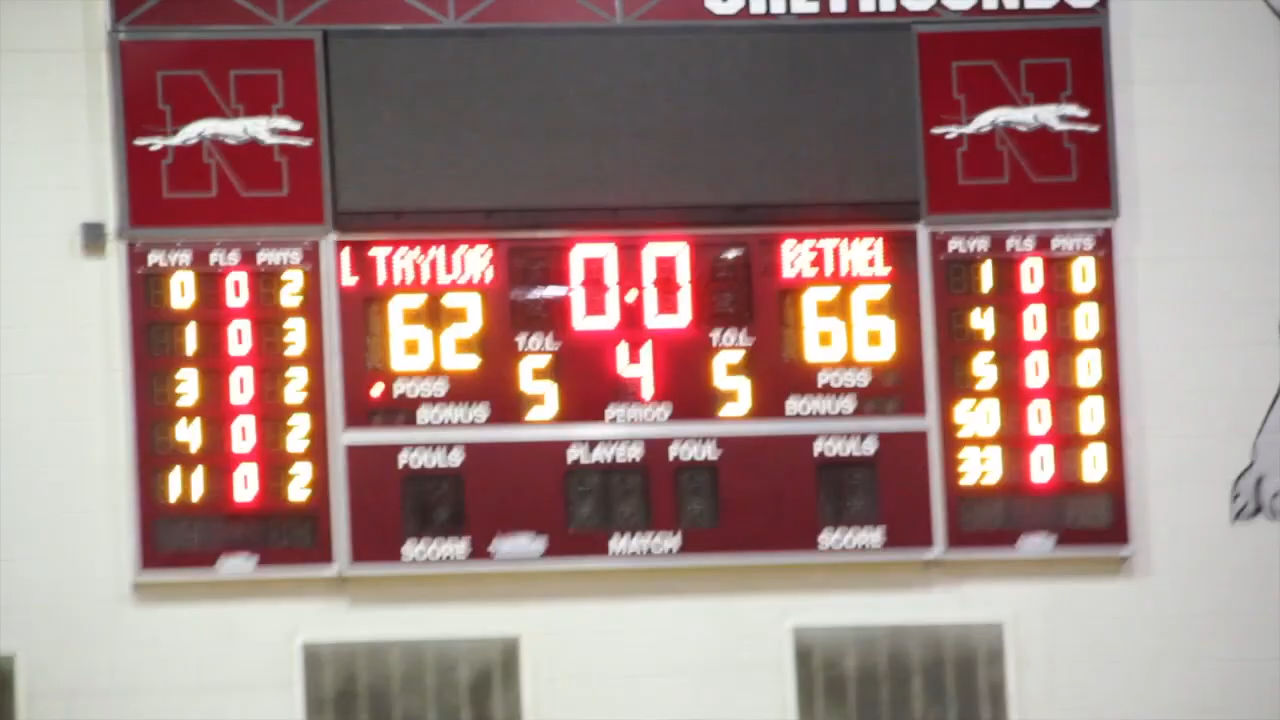 GREYHOUNDS
N
N
PLYR FLS PNTS
0 0 2
1 0 3
3 0 2
4 0 2
11 0 2
L TAYLOR
0.0
BETHEL
62
66
T.O.L.
T.O.L.
5
4
5
POSS
POSS
BONUS
PERIOD
BONUS
FOULS
PLAYER
FOUL
FOULS
SCORE
MATCH
SCORE
PLYR FLS PNTS
1 0 0
4 0 0
5 0 0
50 0 0
33 0 0